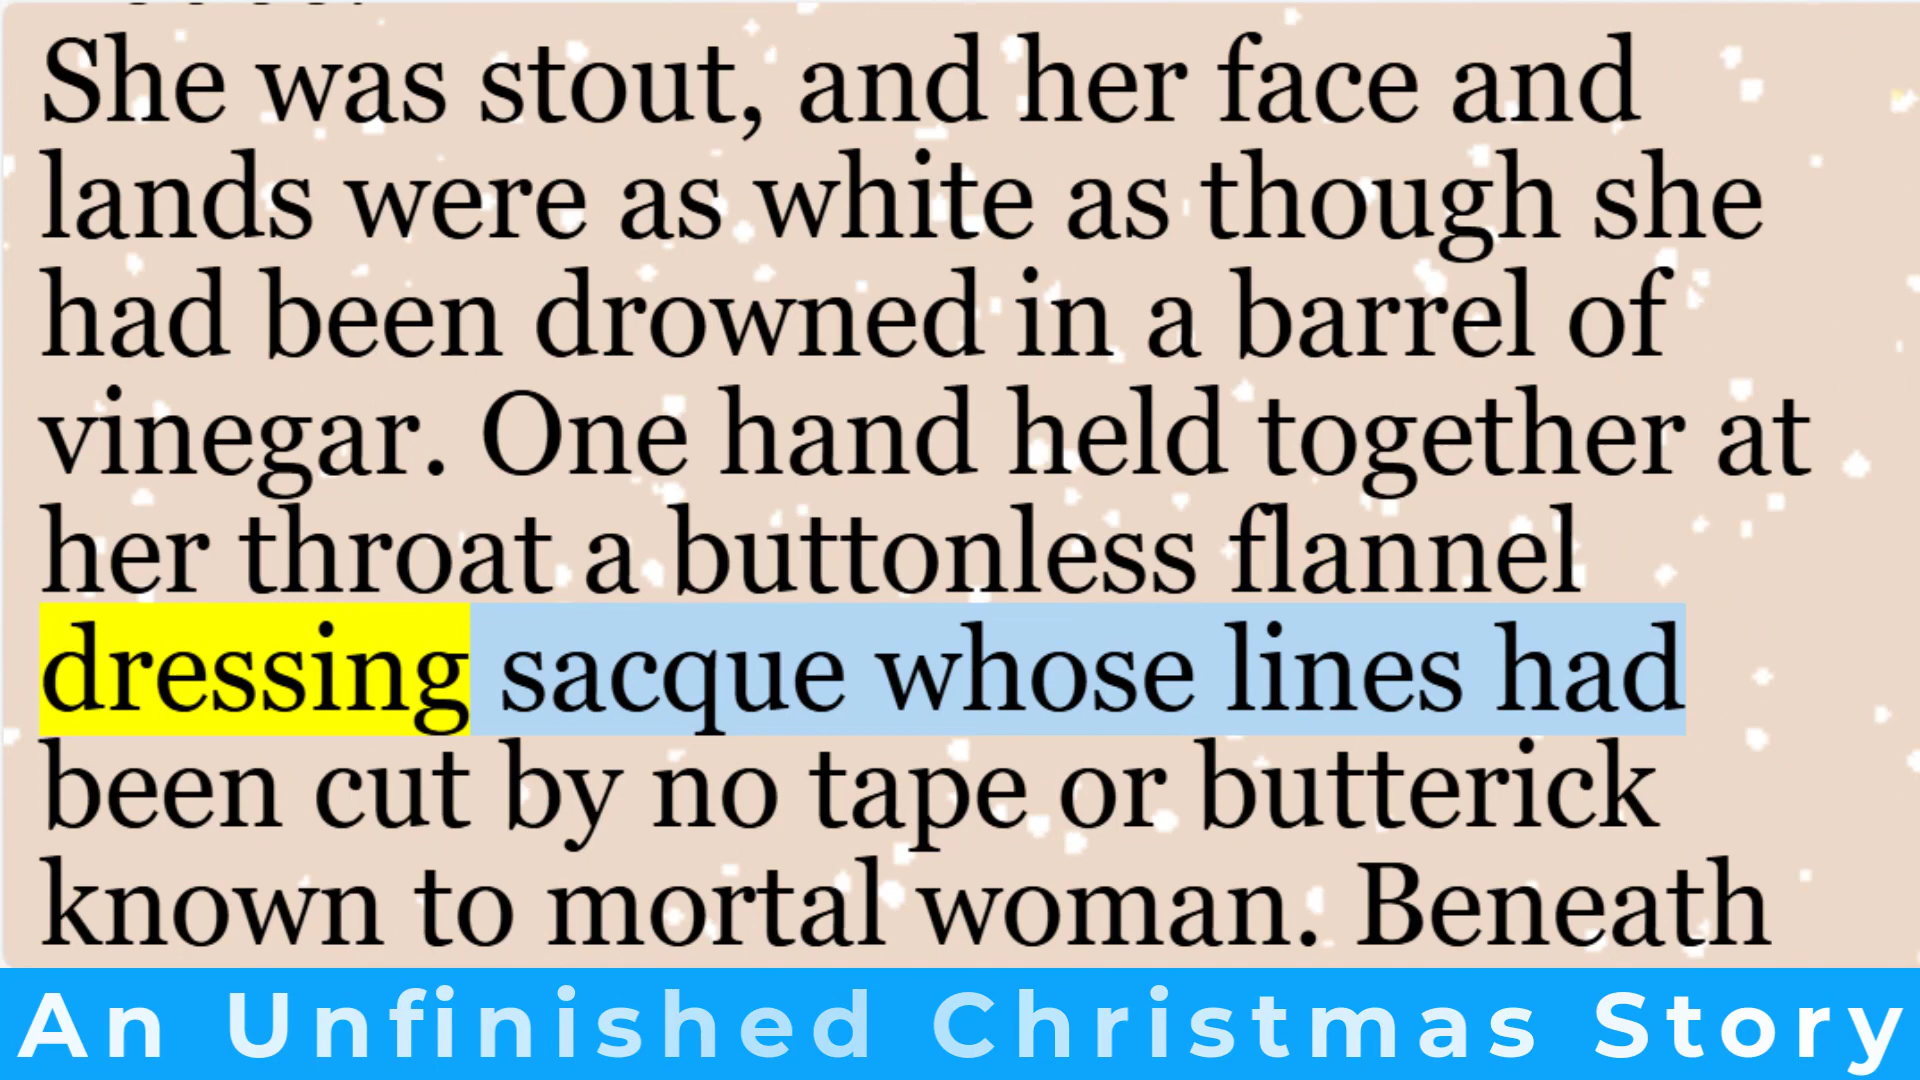 She was stout, and her face and
lands were as white as though she
had been drowned in a barrel of
vinegar. One hand held together at
her throat a buttonless flannel
dressing sacque whose lines had
been cut by no tape or butterick
known to mortal woman. Beneath
An Unfinished Christmas Story